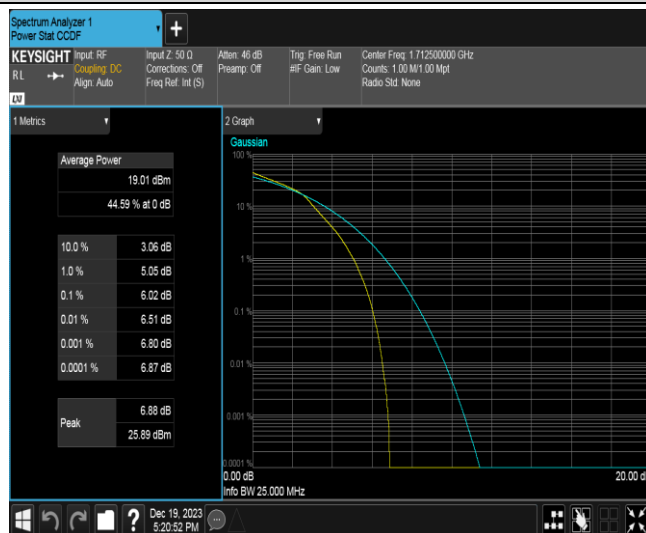 Spectrum Analyzer 1
Power Stat CCDF
+
KEYSIGHT
RL
LXI
Input: RF
Coupling: DC
Align: Auto
Input Z: 50 Ω
Corrections: Off
Freq Ref: Int (S)
Atten: 46 dB
Preamp: Off
Trig: Free Run
#IF Gain: Low
Center Freq: 1.712500000 GHz
Counts: 1.00 M/1.00 Mpt
Radio Std: None
1 Metrics
Average Power
19.01 dBm
44.59 % at 0 dB
10.0 % 3.06 dB
1.0 % 5.05 dB
0.1 % 6.02 dB
0.01 % 6.51 dB
0.001 % 6.80 dB
0.0001 % 6.87 dB
Peak
6.88 dB
25.89 dBm
2 Graph
Gaussian
100 %
10 %
1 %
0.1 %
0.01 %
0.001 %
0.0001 %
0.00 dB
20.00 d
Info BW 25.000 MHz
?
Dec 19, 2023
5:20:52 PM